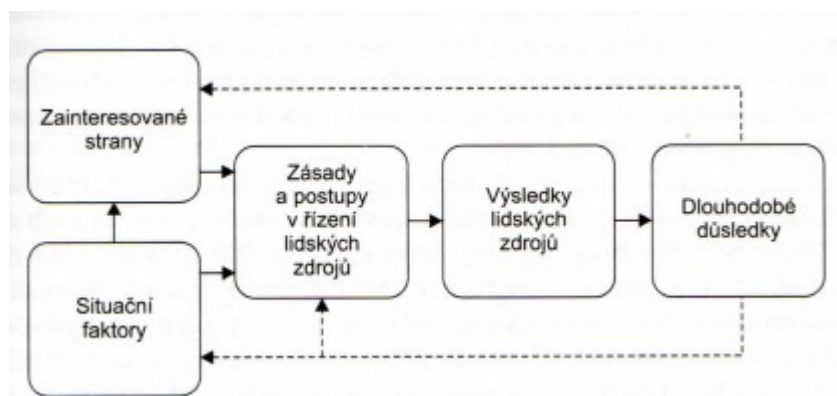 Zainteresované
strany
Situační
faktory
Zásady
a postupy
v řízení
lidských
zdrojů
Výsledky
lidských
zdrojů
Dlouhodobé
důsledky